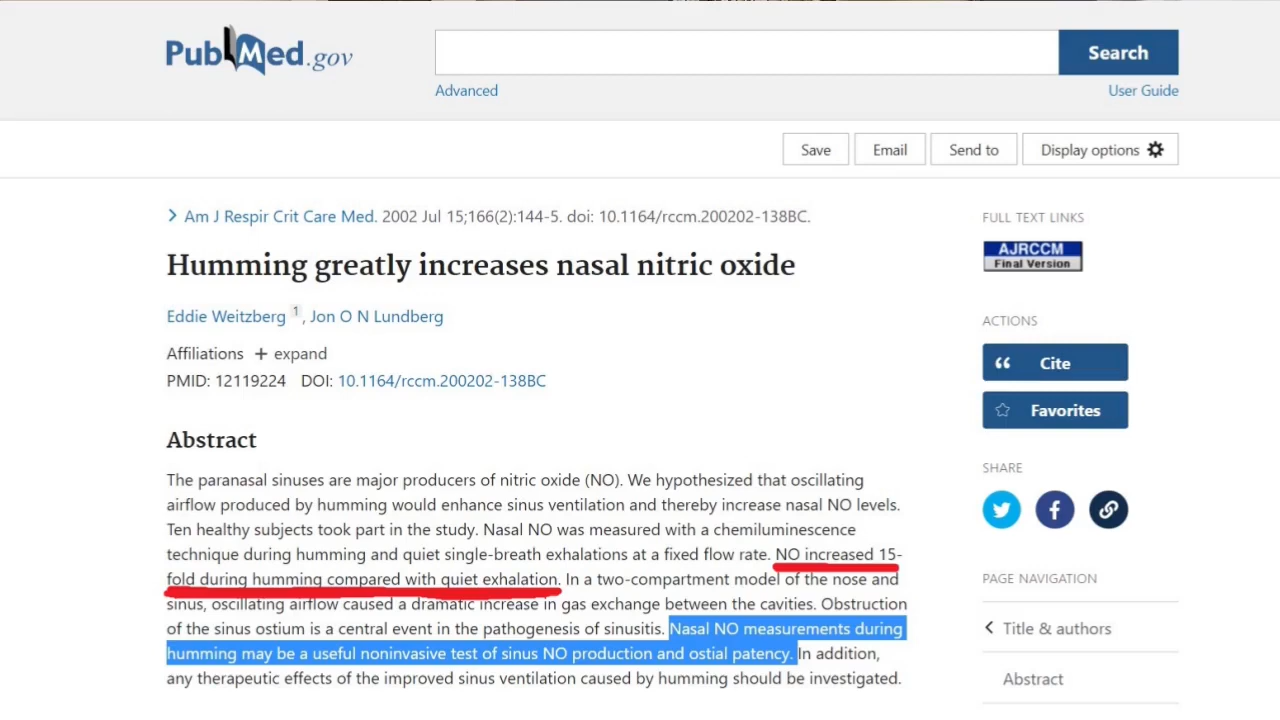 PubMed.gov
Search
Advanced
User Guide
Save
Email
Send to
Display options
Am J Respir Crit Care Med. 2002 Jul 15;166(2):144-5. doi: 10.1164/rccm.200202-138BC.
Humming greatly increases nasal nitric oxide
Eddie Weitzberg 1, Jon O N Lundberg
Affiliations + expand
PMID: 12119224 DOI: 10.1164/rccm.200202-138BC
Abstract
The paranasal sinuses are major producers of nitric oxide (NO). We hypothesized that oscillating
airflow produced by humming would enhance sinus ventilation and thereby increase nasal NO levels.
Ten healthy subjects took part in the study. Nasal NO was measured with a chemiluminescence
technique during humming and quiet single-breath exhalations at a fixed flow rate. NO increased 15-
fold during humming compared with quiet exhalation. In a two-compartment model of the nose and
sinus, oscillating airflow caused a dramatic increase in gas exchange between the cavities. Obstruction
of the sinus ostium is a central event in the pathogenesis of sinusitis. Nasal NO measurements during
humming may be a useful noninvasive test of sinus NO production and ostial patency. In addition,
any therapeutic effects of the improved sinus ventilation caused by humming should be investigated.
FULL TEXT LINKS
AJRCCM
Final Version
ACTIONS
Cite
Favorites
SHARE
PAGE NAVIGATION
Title & authors
Abstract